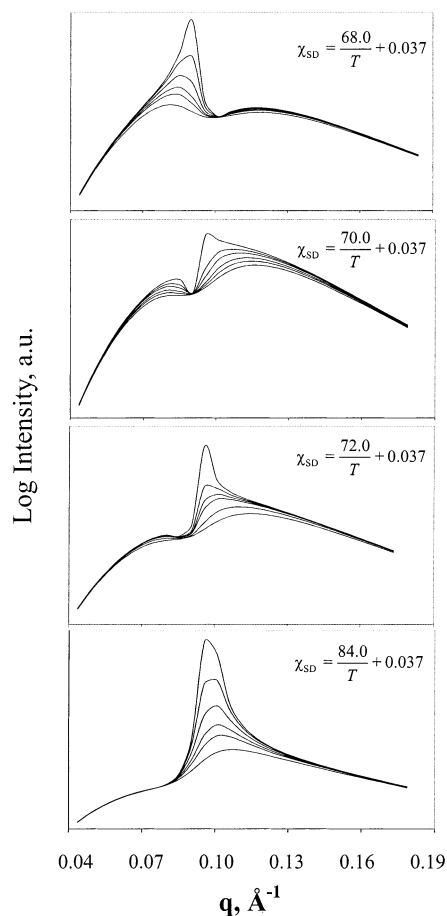 χSD = 68.0/T + 0.037
χSD = 70.0/T + 0.037
χSD = 72.0/T + 0.037
χSD = 84.0/T + 0.037
Log Intensity, a.u.
0.04 0.07 0.10 0.13 0.16 0.19
q, Å-1